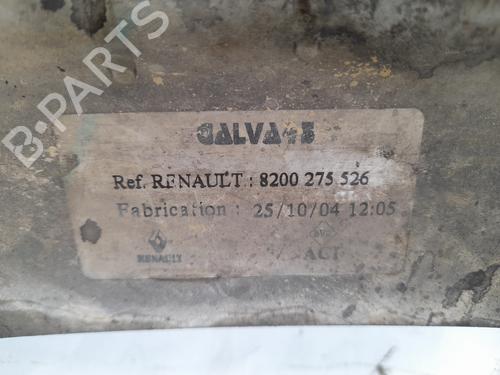 B-PARTS
Ref. RENAULT : 8200 275 526
Fabrication : 25/10/04 12:05
RENAULT
ACT